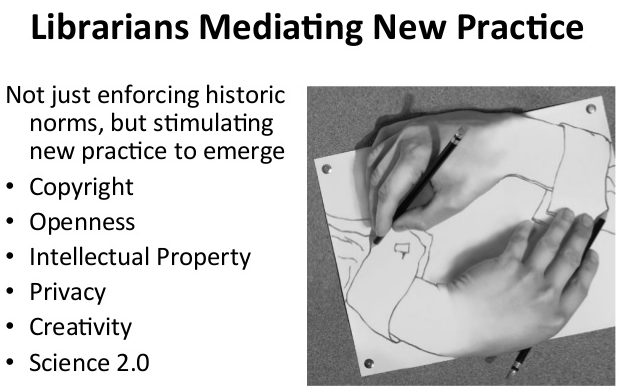 Librarians Mediating New Practice
Not just enforcing historic
norms, but stimulating
new practice to emerge
• Copyright
• Openness
• Intellectual Property
• Privacy
• Creativity
• Science 2.0